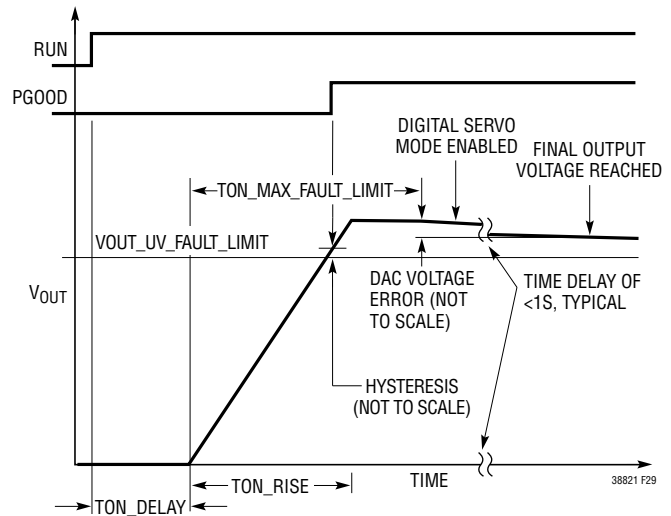 RUN
PGOOD
DIGITAL SERVO
MODE ENABLED
FINAL OUTPUT
VOLTAGE REACHED
TON_MAX_FAULT_LIMIT
VOUT_UV_FAULT_LIMIT
VOUT
DAC VOLTAGE
ERROR (NOT
TO SCALE)
TIME DELAY OF
<1S, TYPICAL
HYSTERESIS
(NOT TO SCALE)
TON_RISE
TIME
38821 F29
TON_DELAY